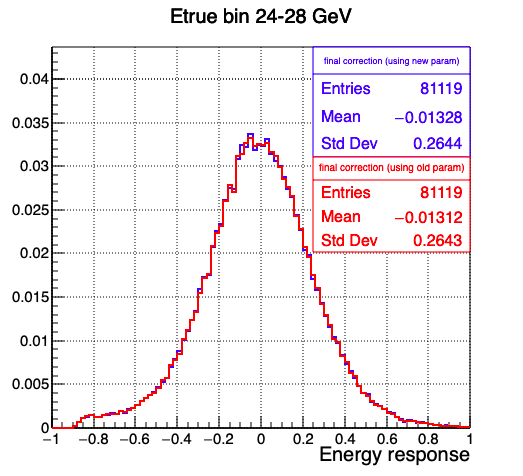 Etrue bin 24-28 GeV
final correction (using new param)
Entries 81119
Mean −0.01328
Std Dev 0.2644
final correction (using old param)
Entries 81119
Mean −0.01312
Std Dev 0.2643
0.04
0.035
0.03
0.025
0.02
0.015
0.01
0.005
0
−1 −0.8 −0.6 −0.4 −0.2 0 0.2 0.4 0.6 0.8 1
Energy response